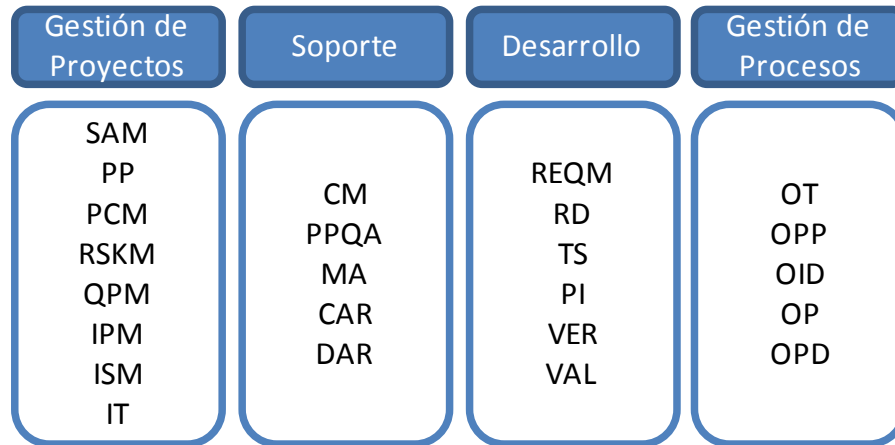 Gestión de
Proyectos
Soporte
Desarrollo
Gestión de
Procesos
SAM
PP
PCM
RSKM
QPM
IPM
ISM
IT
CM
PPQA
MA
CAR
DAR
REQM
RD
TS
PI
VER
VAL
OT
OPP
OID
OP
OPD